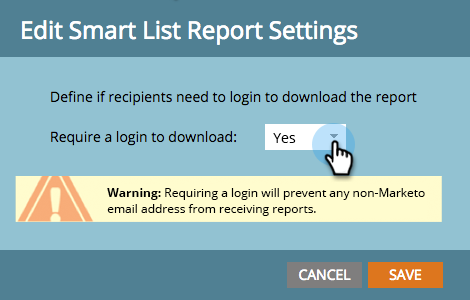 Edit Smart List Report Settings
Define if recipients need to login to download the report
Require a login to download: Yes
Warning: Requiring a login will prevent any non-Marketo
email address from receiving reports.
CANCEL SAVE